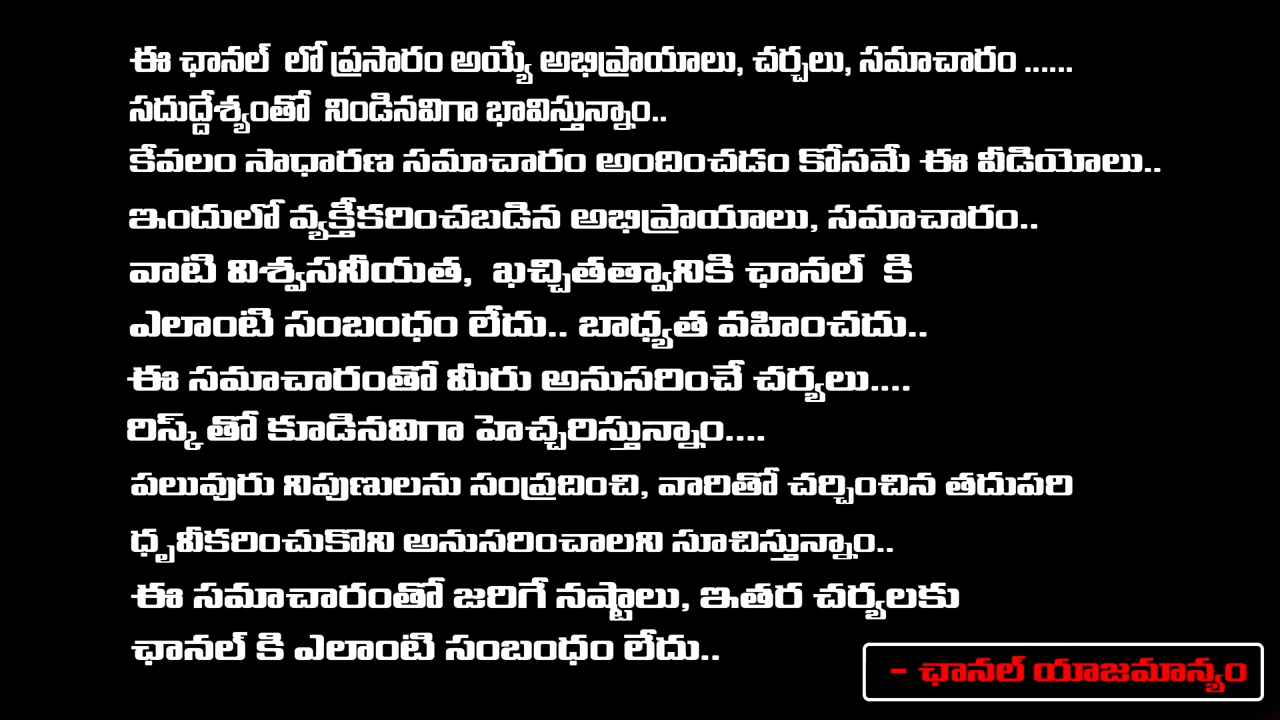 ఈ ఛానల్ లో ప్రసారం అయ్యే అభిప్రాయాలు, చర్చలు, సమాచారం ......
సదుద్దేశ్యంతో నిండినవిగా భావిస్తున్నాం..
కేవలం సాధారణ సమాచారం అందించడం కోసమే ఈ వీడియోలు..
ఇందులో వ్యక్తీకరించబడిన అభిప్రాయాలు, సమాచారం..
వాటి విశ్వసనీయత, ఖచ్చితత్వానికి ఛానల్ కి
ఎలాంటి సంబంధం లేదు.. బాధ్యత వహించదు..
ఈ సమాచారంతో మీరు అనుసరించే చర్యలు....
రిస్క్ తో కూడినవిగా హెచ్చరిస్తున్నాం....
పలువురు నిపుణులను సంప్రదించి, వారితో చర్చించిన తదుపరి
ధృవీకరించుకొని అనుసరించాలని సూచిస్తున్నాం..
ఈ సమాచారంతో జరిగే నష్టాలు, ఇతర చర్యలకు
ఛానల్ కి ఎలాంటి సంబంధం లేదు..
- ఛానల్ యాజమాన్యం